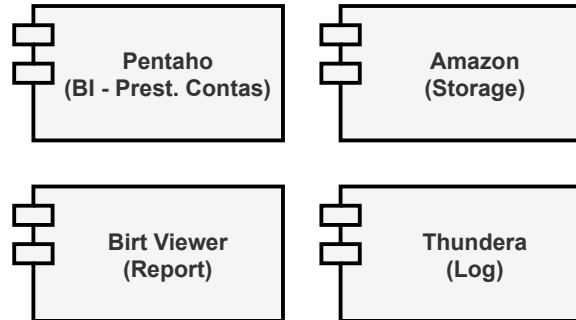 Pentaho
(BI - Prest. Contas)
Amazon
(Storage)
Birt Viewer
(Report)
Thundera
(Log)